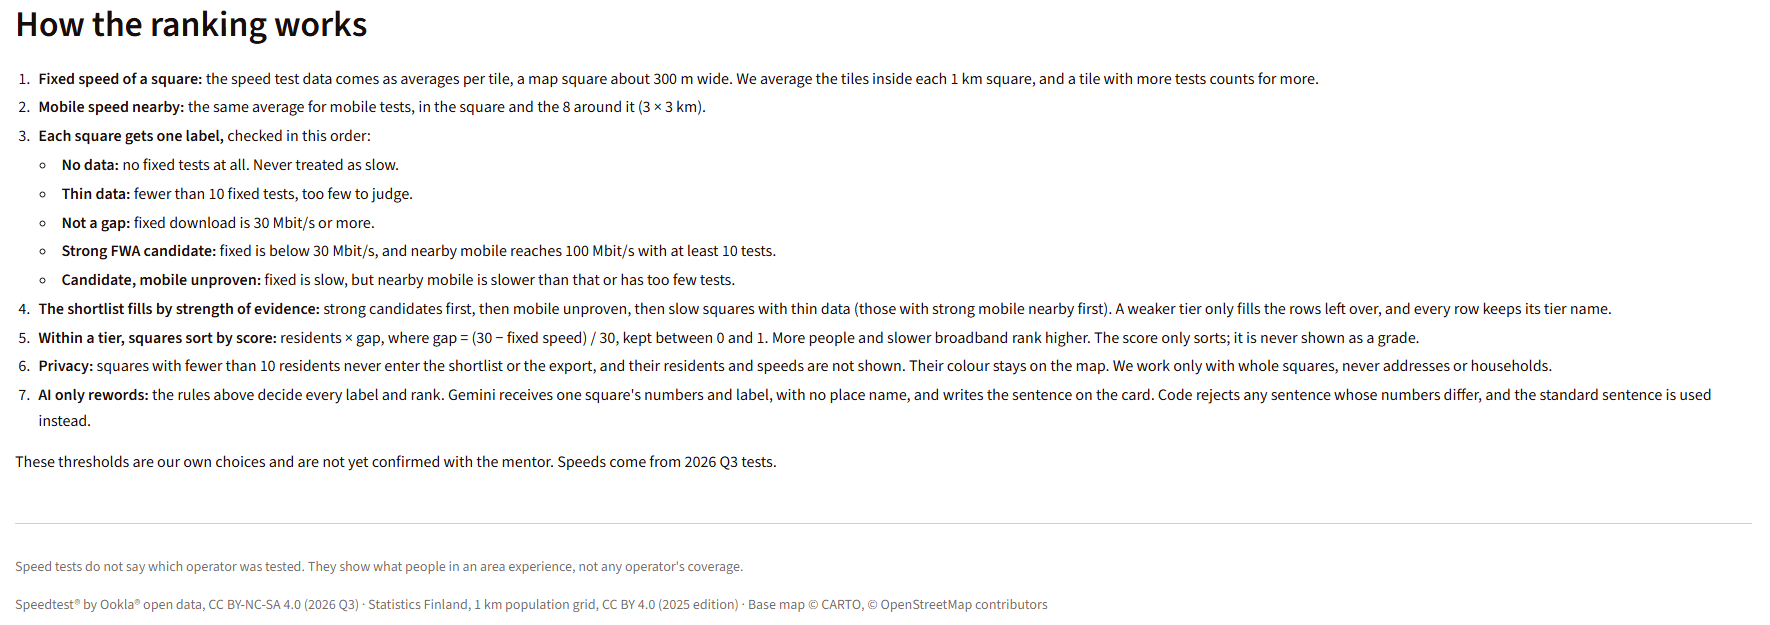 How the ranking works
1. Fixed speed of a square: the speed test data comes as averages per tile, a map square about 300 m wide. We average the tiles inside each 1 km square, and a tile with more tests counts for more.
2. Mobile speed nearby: the same average for mobile tests, in the square and the 8 around it (3 × 3 km).
3. Each square gets one label, checked in this order:
◦ No data: no fixed tests at all. Never treated as slow.
◦ Thin data: fewer than 10 fixed tests, too few to judge.
◦ Not a gap: fixed download is 30 Mbit/s or more.
◦ Strong FWA candidate: fixed is below 30 Mbit/s, and nearby mobile reaches 100 Mbit/s with at least 10 tests.
◦ Candidate, mobile unproven: fixed is slow, but nearby mobile is slower than that or has too few tests.
4. The shortlist fills by strength of evidence: strong candidates first, then mobile unproven, then slow squares with thin data (those with strong mobile nearby first). A weaker tier only fills the rows left over, and every row keeps its tier name.
5. Within a tier, squares sort by score: residents × gap, where gap = (30 − fixed speed) / 30, kept between 0 and 1. More people and slower broadband rank higher. The score only sorts; it is never shown as a grade.
6. Privacy: squares with fewer than 10 residents never enter the shortlist or the export, and their residents and speeds are not shown. Their colour stays on the map. We work only with whole squares, never addresses or households.
7. AI only rewords: the rules above decide every label and rank. Gemini receives one square's numbers and label, with no place name, and writes the sentence on the card. Code rejects any sentence whose numbers differ, and the standard sentence is used
instead.
These thresholds are our own choices and are not yet confirmed with the mentor. Speeds come from 2026 Q3 tests.
Speed tests do not say which operator was tested. They show what people in an area experience, not any operator's coverage.
Speedtest® by Ookla® open data, CC BY-NC-SA 4.0 (2026 Q3) · Statistics Finland, 1 km population grid, CC BY 4.0 (2025 edition) · Base map © CARTO, © OpenStreetMap contributors